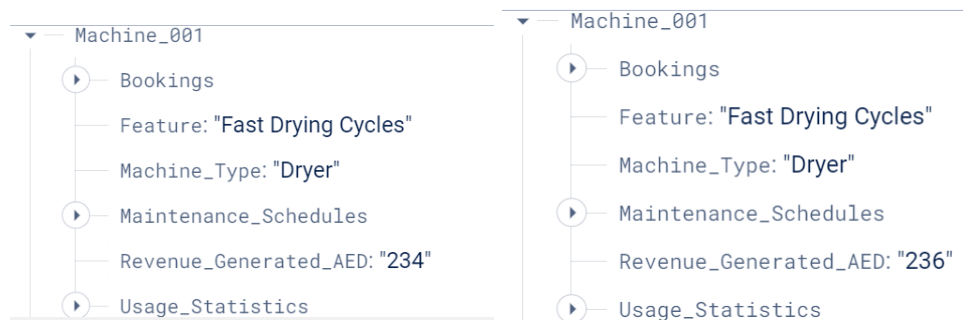 Machine_001
Bookings
Feature: "Fast Drying Cycles"
Machine_Type: "Dryer"
Maintenance_Schedules
Revenue_Generated_AED: "234"
Usage_Statistics
Machine_001
Bookings
Feature: "Fast Drying Cycles"
Machine_Type: "Dryer"
Maintenance_Schedules
Revenue_Generated_AED: "236"
Usage_Statistics